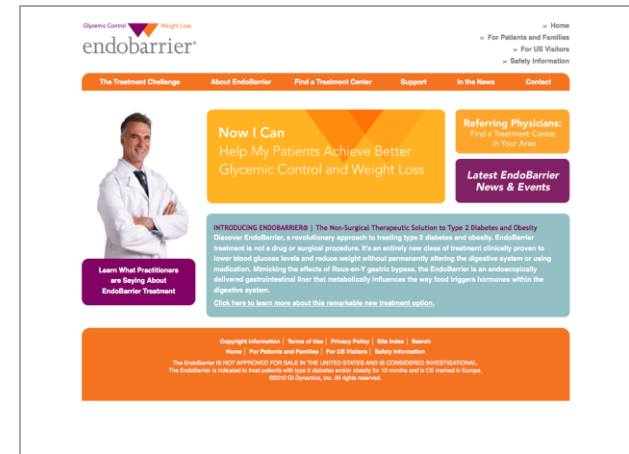 Glycemic Control Weight Loss
endobarrier®
» Home
» For Patients and Families
» For US Visitors
» Safety Information
The Treatment Challenge About EndoBarrier Find a Treatment Center Support In the News Contact
Now I Can
Help My Patients Achieve Better
Glycemic Control and Weight Loss
Referring Physicians:
Find a Treatment Center
In Your Area
Latest EndoBarrier
News & Events
Learn What Practitioners
are Saying About
EndoBarrier Treatment
INTRODUCING ENDOBARRIER® | The Non-Surgical Therapeutic Solution to Type 2 Diabetes and Obesity
Discover EndoBarrier, a revolutionary approach to treating type 2 diabetes and obesity. EndoBarrier
treatment is not a drug or surgical procedure. It's an entirely new class of treatment clinically proven to
lower blood glucose levels and reduce weight without permanently altering the digestive system or using
medication. Mimicking the effects of Roux-en-Y gastric bypass, the EndoBarrier is an endoscopically
delivered gastrointestinal liner that metabolically influences the way food triggers hormones within the
digestive system.
Click here to learn more about this remarkable new treatment option.
Copyright Information | Terms of Use | Privacy Policy | Site Index | Search
Home | For Patients and Families | For US Visitors | Safety Information
The EndoBarrier IS NOT APPROVED FOR SALE IN THE UNITED STATES AND IS CONSIDERED INVESTIGATIONAL.
The EndoBarrier is indicated to treat patients with type 2 diabetes and/or obesity for 12 months and is CE marked in Europe.
©2010 GI Dynamics, Inc. All rights reserved.